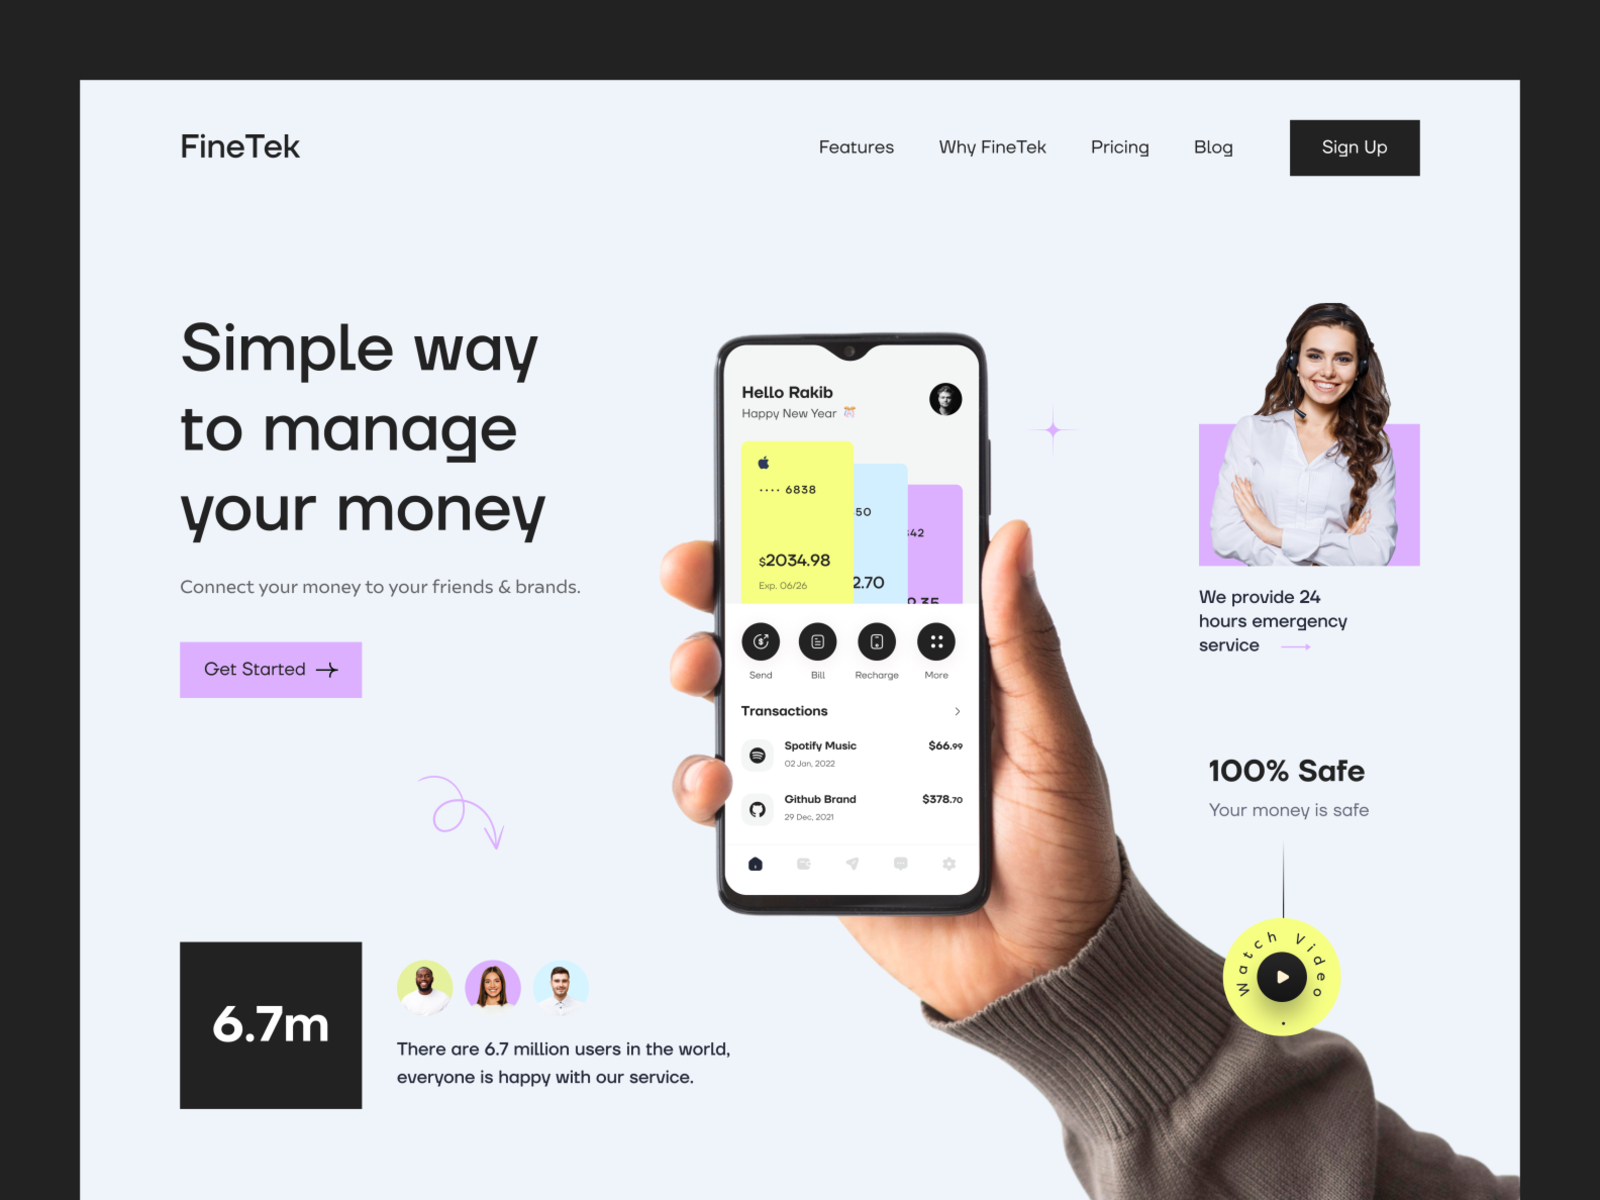 FineTek
Features
Why FineTek
Pricing
Blog
Sign Up
Simple way
to manage
your money
Connect your money to your friends & brands.
Get Started
6.7m
There are 6.7 million users in the world,
everyone is happy with our service.
Hello Rakib
Happy New Year
···· 6838
$2034.98
Exp. 06/26
50
2.70
42
Send
Bill
Recharge
More
Transactions
Spotify Music
$66.99
02 Jan, 2022
Github Brand
$378.70
29 Dec, 2021
We provide 24
hours emergency
service
100% Safe
Your money is safe
Watch Video